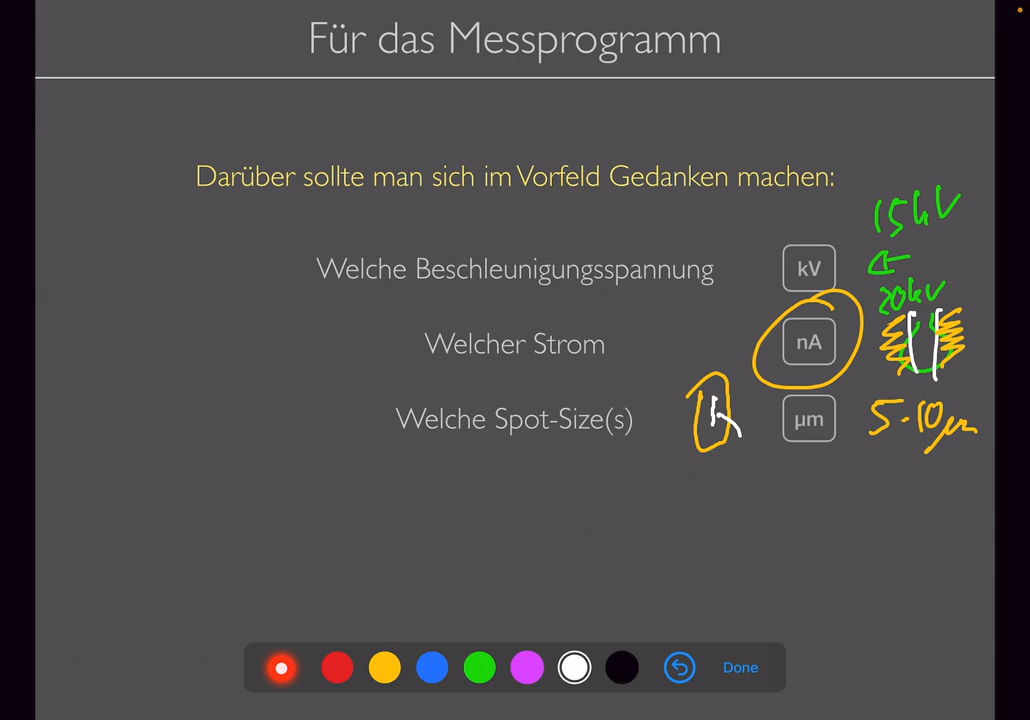 Für das Messprogramm
Darüber sollte man sich im Vorfeld Gedanken machen:
15kV
Welche Beschleunigungsspannung kV
20kV
Welcher Strom nA
Welche Spot-Size(s) µm 5-10µm
Done